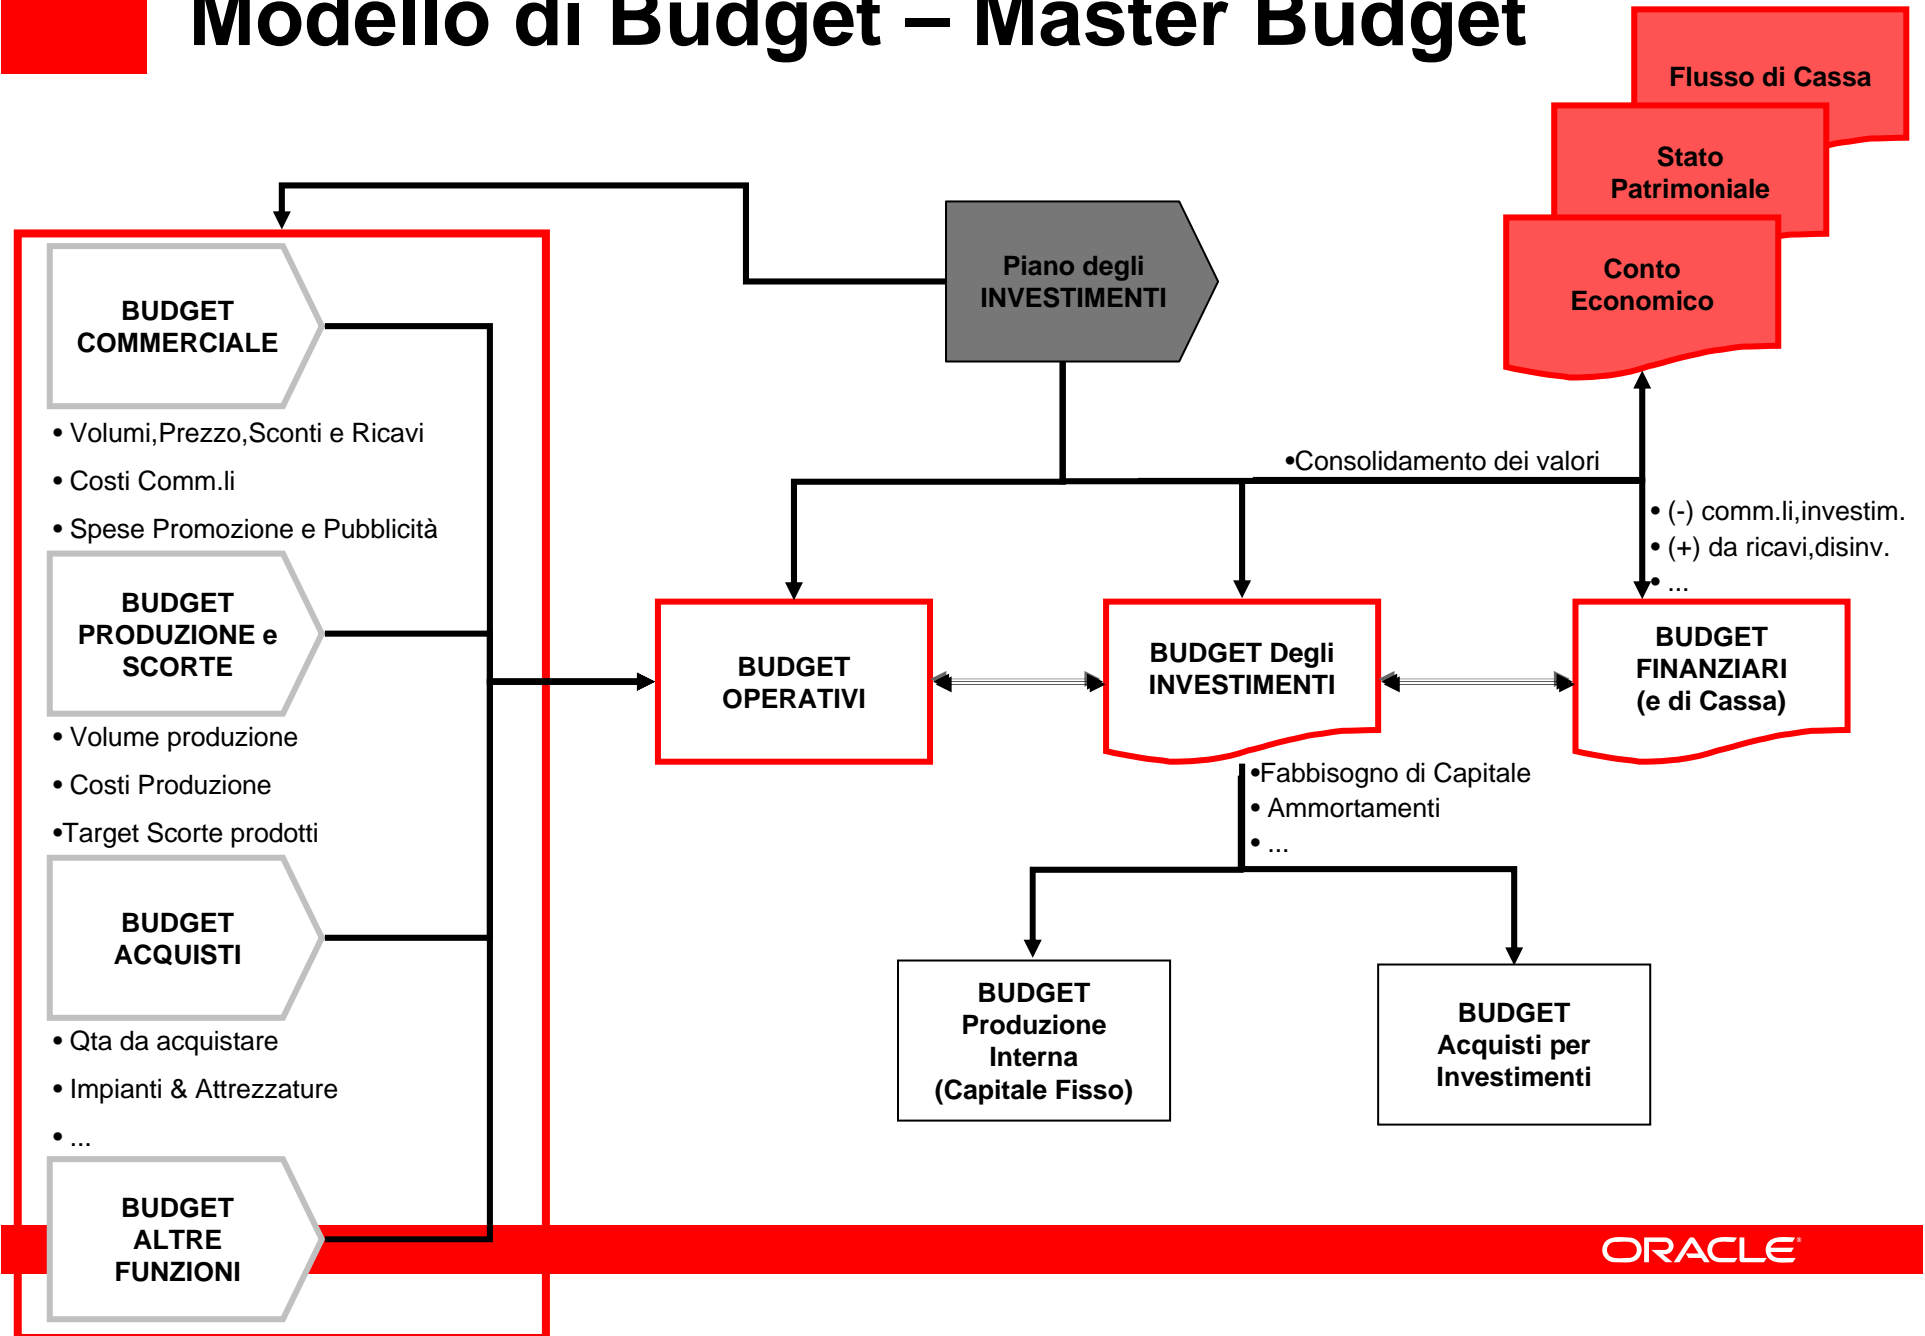 Modello di Budget – Master Budget
Flusso di Cassa
Stato
Patrimoniale
Conto
Economico
Piano degli
INVESTIMENTI
BUDGET
COMMERCIALE
• Volumi,Prezzo,Sconti e Ricavi
• Costi Comm.li
• Spese Promozione e Pubblicità
BUDGET
PRODUZIONE e
SCORTE
• Volume produzione
• Costi Produzione
•Target Scorte prodotti
BUDGET
ACQUISTI
• Qta da acquistare
• Impianti & Attrezzature
• ...
BUDGET
ALTRE
FUNZIONI
•Consolidamento dei valori
• (-) comm.li,investim.
• (+) da ricavi,disinv.
• ...
BUDGET
OPERATIVI
BUDGET Degli
INVESTIMENTI
BUDGET
FINANZIARI
(e di Cassa)
•Fabbisogno di Capitale
• Ammortamenti
• ...
BUDGET
Produzione
Interna
(Capitale Fisso)
BUDGET
Acquisti per
Investimenti
ORACLE